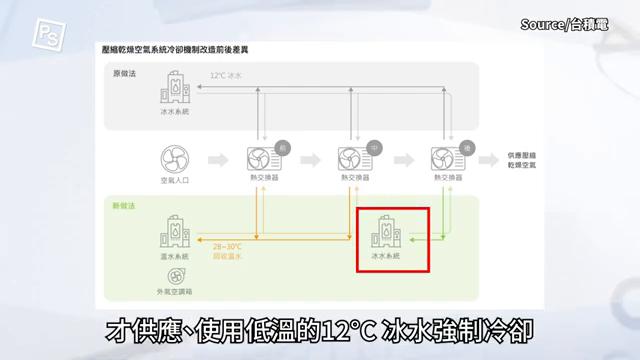 PS
Source/台積電
壓縮乾燥空氣系統冷卻機制改造前後差異
原做法
12°C 冰水
冰水系統
前
中
後
空氣入口
熱交換器
熱交換器
熱交換器
供應壓縮
乾燥空氣
新做法
溫水系統
28~30°C
回收溫水
冰水系統
外氣空調箱
才供應、使用低溫的12°C 冰水強制冷卻